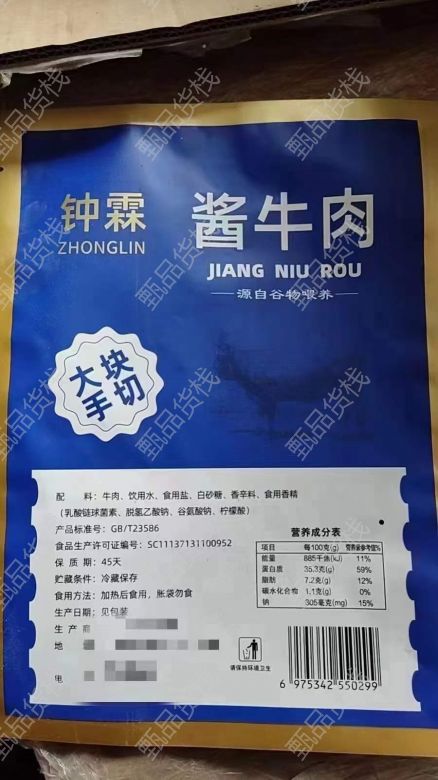 钟霖
ZHONGLIN
酱牛肉
JIANG NIU ROU
源自谷物喂养
大块
手切
配 料：牛肉、饮用水、食用盐、白砂糖、香辛料、食用香精
（乳酸链球菌素、脱氢乙酸钠、谷氨酸钠、柠檬酸）
产品标准号：GB/T23586
食品生产许可证编号：SC11137131100952
保 质 期：45天
贮藏条件：冷藏保存
食用方法：加热后食用，胀袋勿食
生产日期：见包装
生 产 商
地
电
营养成分表
项目 每100克(g) 营养素参考值%
能量 885千焦(kJ) 11%
蛋白质 35.3克(g) 59%
脂肪 7.2克(g) 12%
碳水化合物 1.1克(g) 0%
钠 305毫克(mg) 15%
请保持环境卫生
6 975342 550299
甄品货栈